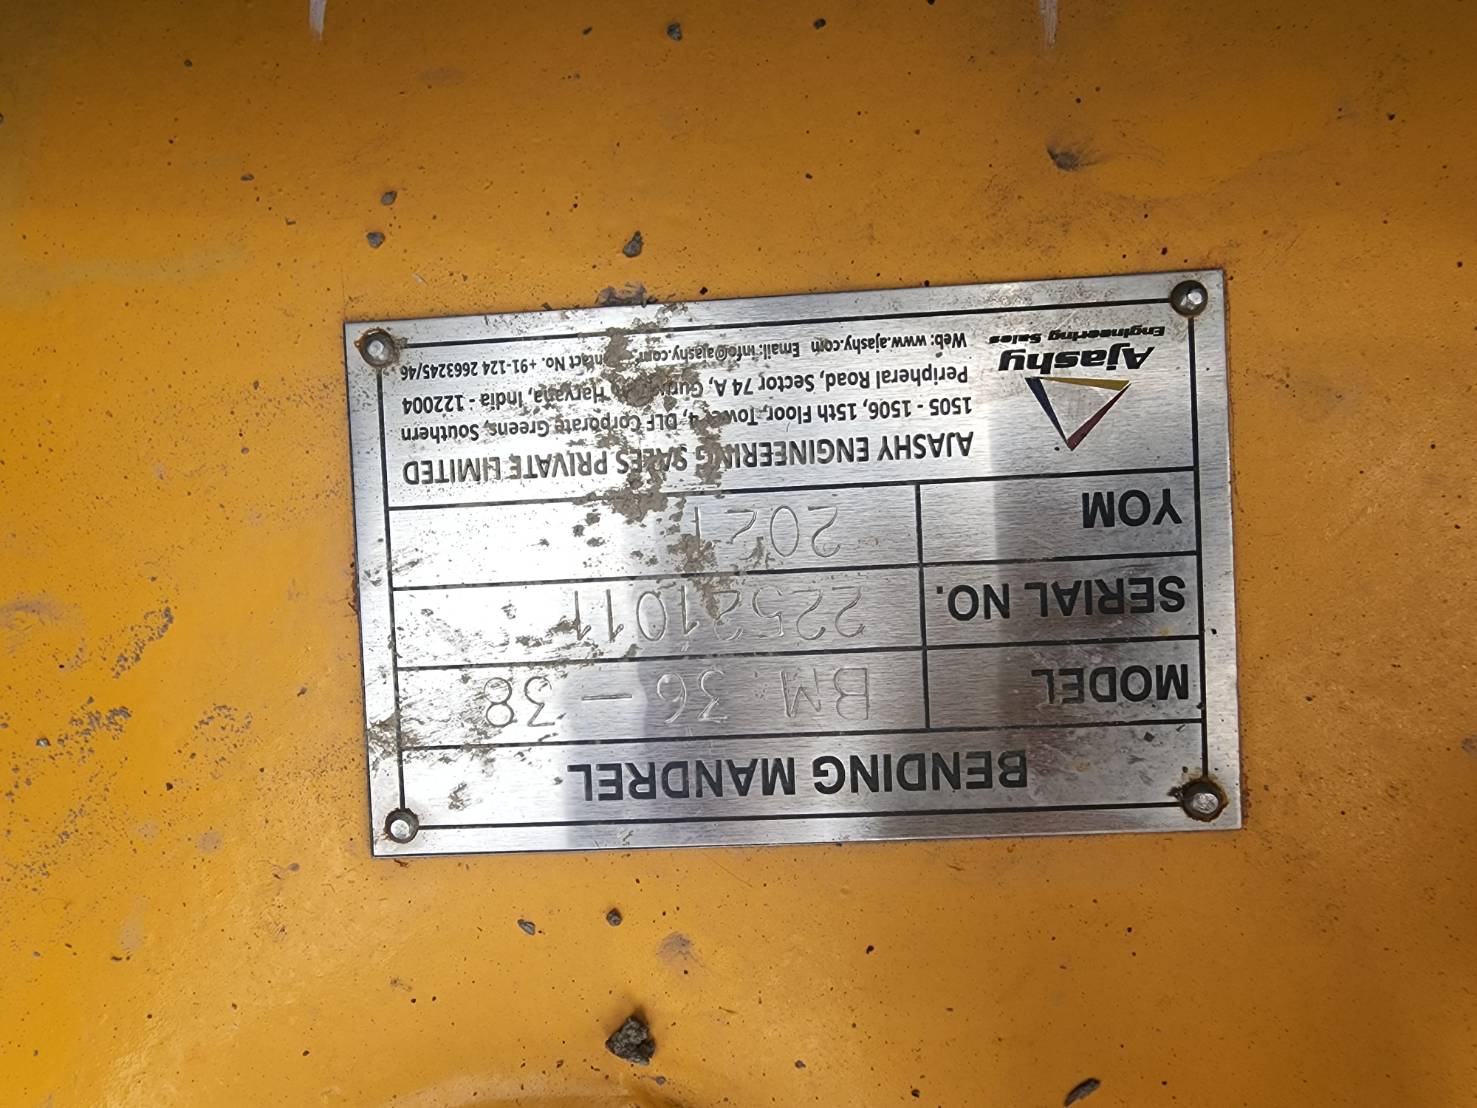 BENDING MANDREL
MODEL BM 36 - 38
SERIAL NO. 22521011
YOM 2021
Ajashy
Engineering Sales
AJASHY ENGINEERING SALES PRIVATE LIMITED
1505 - 1506, 15th Floor, Tower 4, DLF Corporate Greens, Southern
Peripheral Road, Sector 74 A, Gurugram, Haryana, India - 122004
Web: www.ajashy.com Email: info@ajashy.com Contact No. +91-124 2663245/46